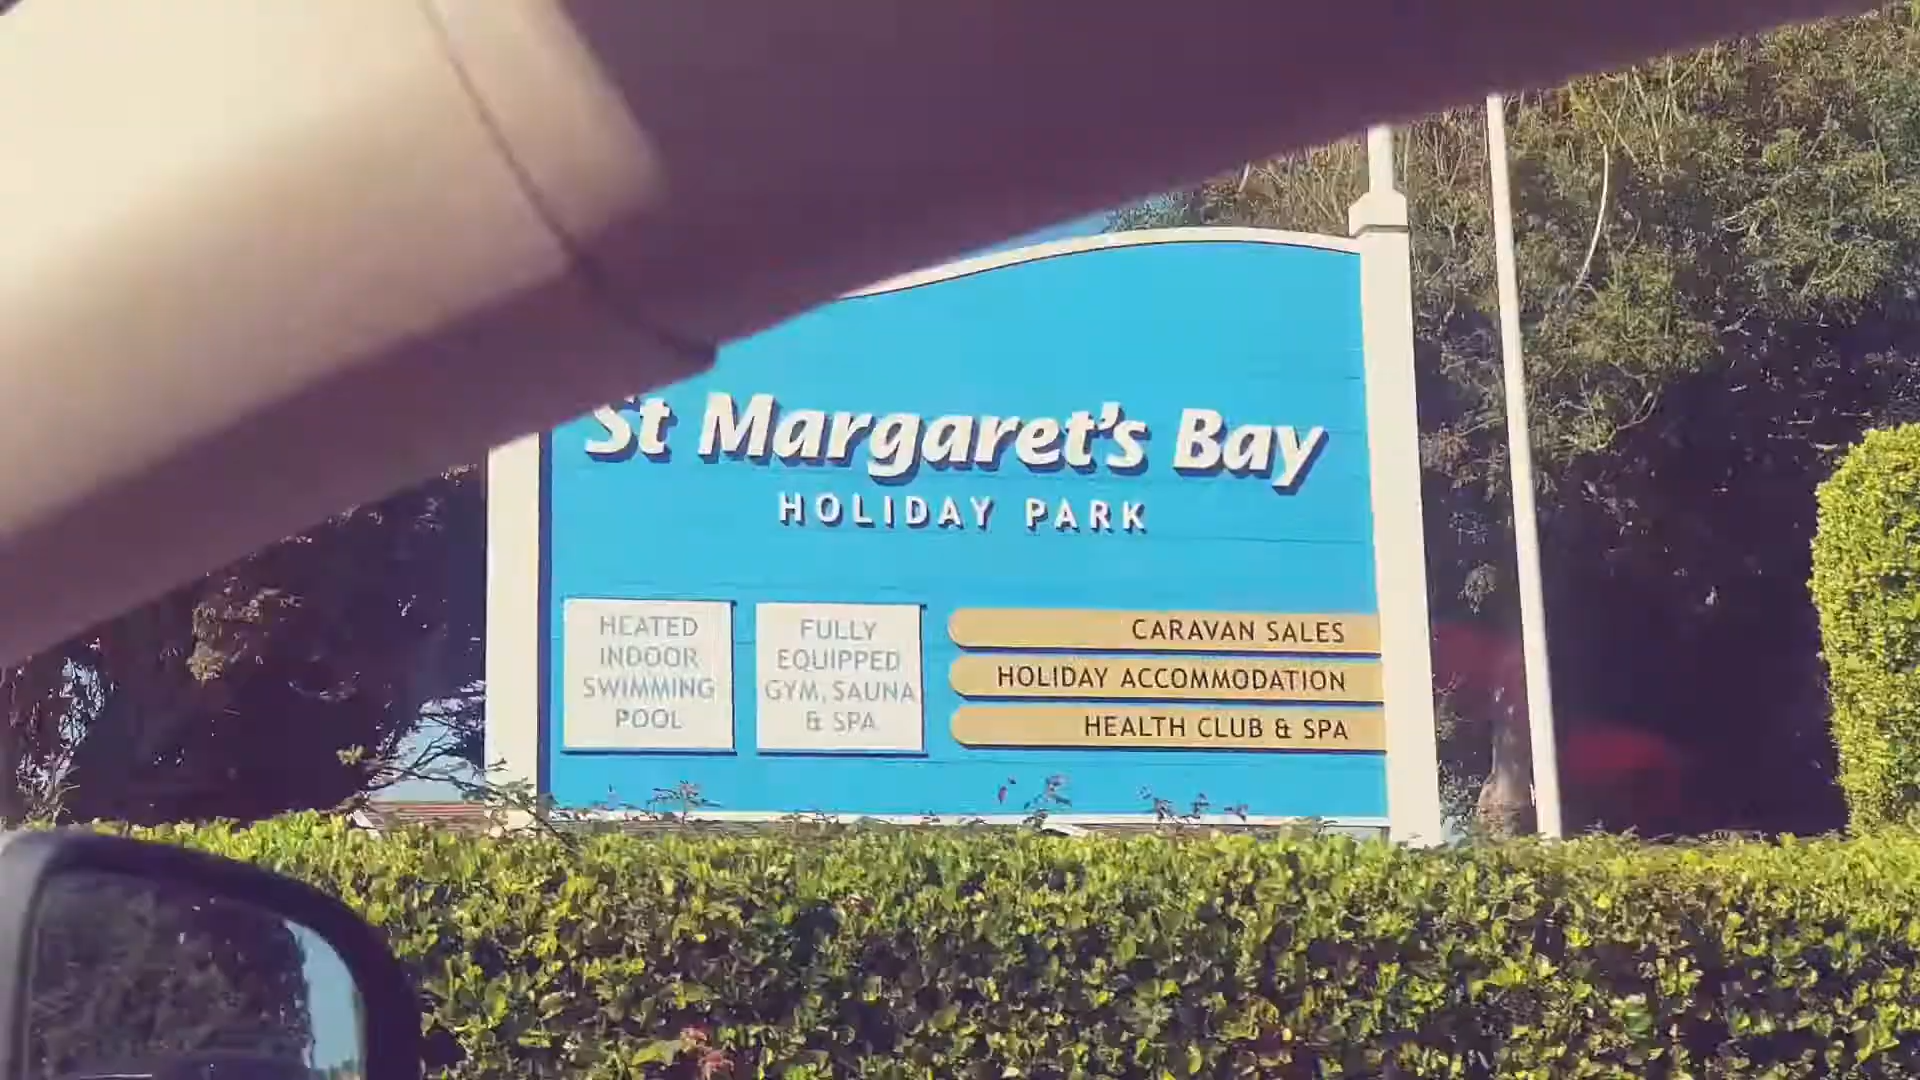 St Margaret's Bay
HOLIDAY PARK
HEATED
INDOOR
SWIMMING
POOL
FULLY
EQUIPPED
GYM, SAUNA
& SPA
CARAVAN SALES
HOLIDAY ACCOMMODATION
HEALTH CLUB & SPA